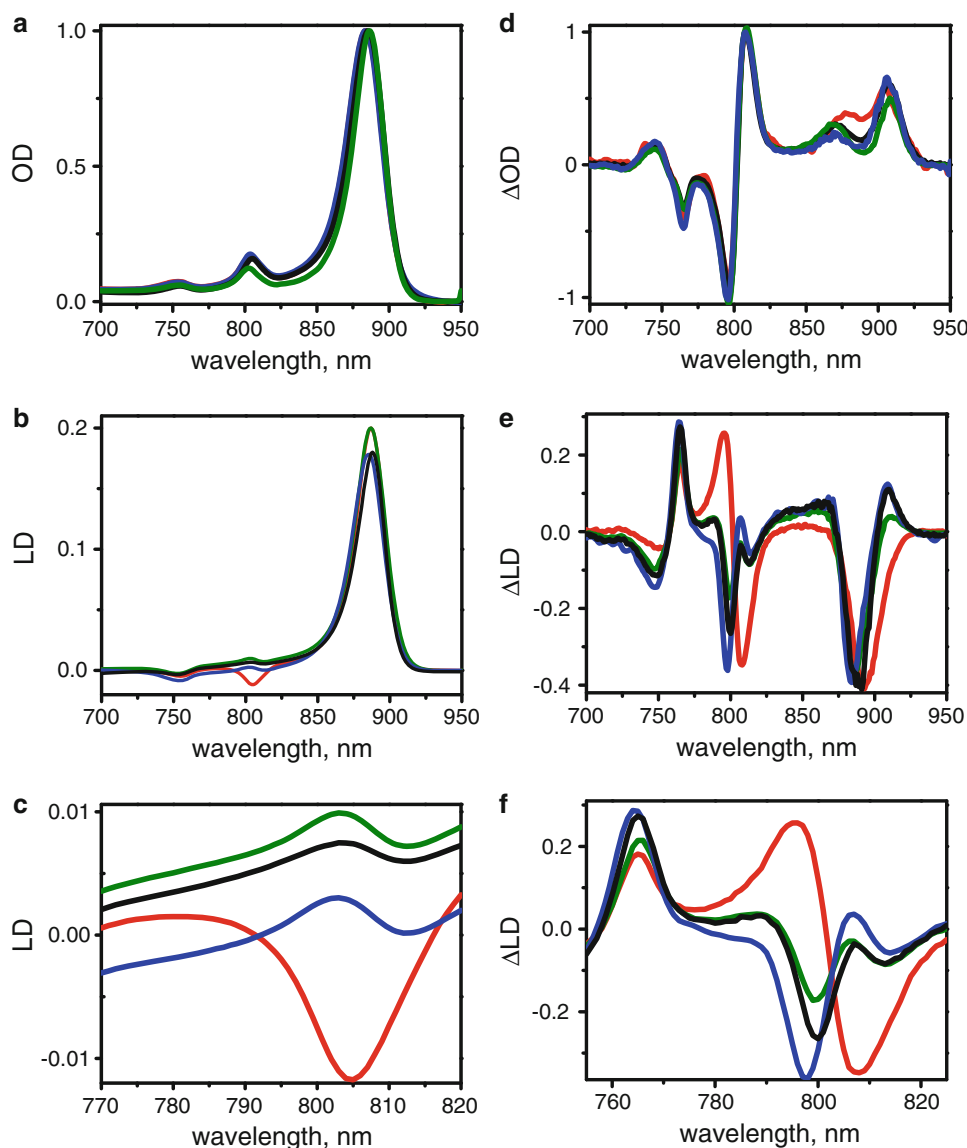 a
1.0
0.5
0.0
OD
700 750 800 850 900 950
wavelength, nm
b
0.2
0.1
0.0
LD
700 750 800 850 900 950
wavelength, nm
c
0.01
0.00
-0.01
LD
770 780 790 800 810 820
wavelength, nm
d
1
0
-1
ΔOD
700 750 800 850 900 950
wavelength, nm
e
0.2
0.0
-0.2
-0.4
ΔLD
700 750 800 850 900 950
wavelength, nm
f
0.2
0.0
-0.2
ΔLD
760 780 800 820
wavelength, nm